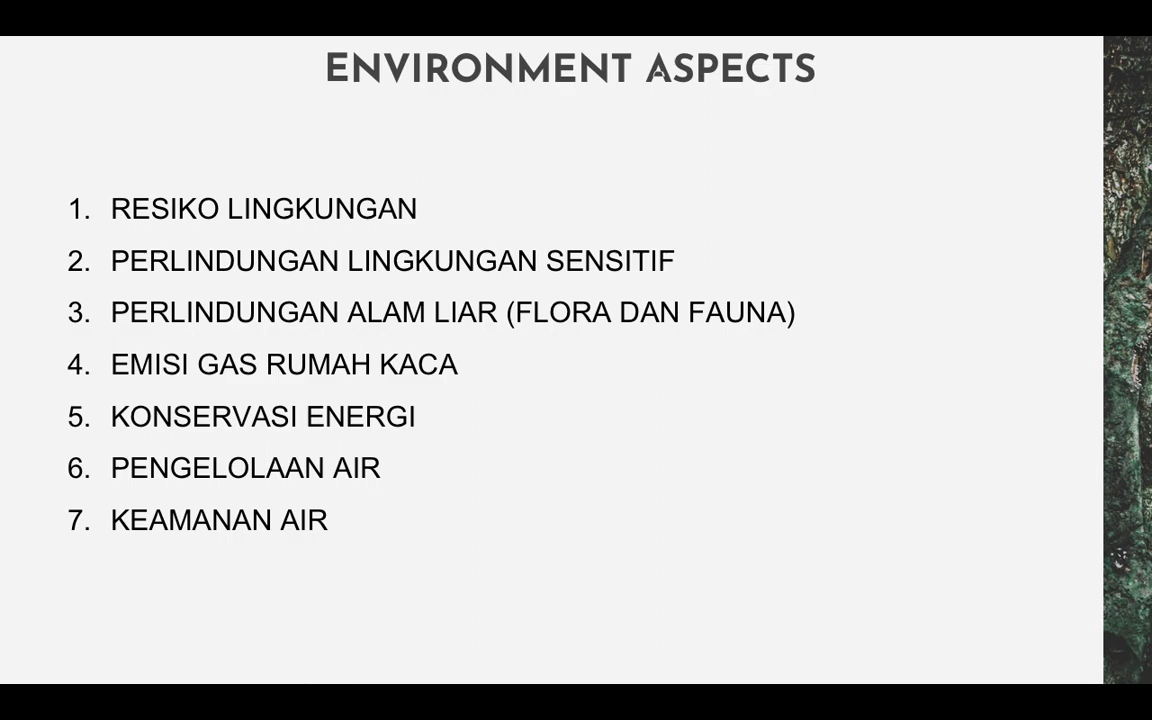 ENVIRONMENT ASPECTS
1. RESIKO LINGKUNGAN
2. PERLINDUNGAN LINGKUNGAN SENSITIF
3. PERLINDUNGAN ALAM LIAR (FLORA DAN FAUNA)
4. EMISI GAS RUMAH KACA
5. KONSERVASI ENERGI
6. PENGELOLAAN AIR
7. KEAMANAN AIR